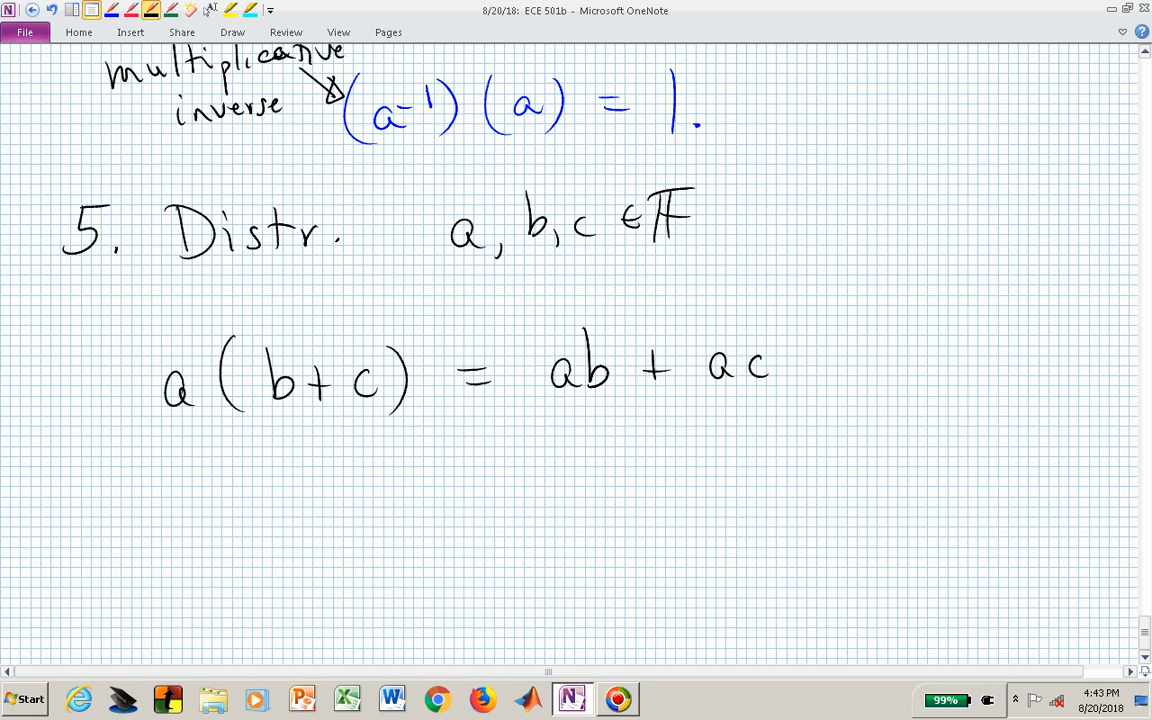 8/20/18: ECE 501b - Microsoft OneNote
File Home Insert Share Draw Review View Pages
multiplicative
inverse (a⁻¹) (a) = 1.
5. Distr. a, b, c ∈ 𝔽
a (b + c) = ab + ac
Start 99% 4:43 PM
8/20/2018